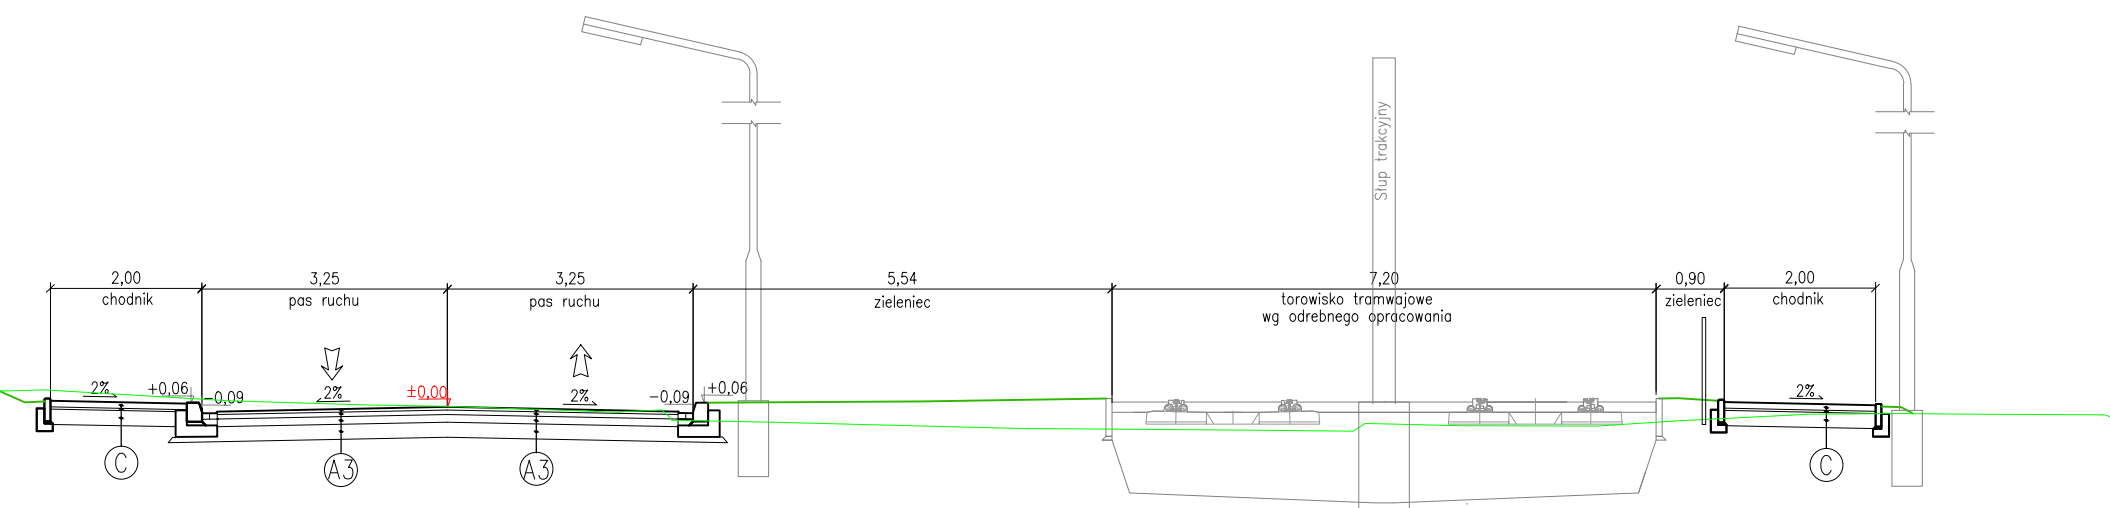 Słup trakcyjny
2,00
3,25
3,25
5,54
7,20
0,90
2,00
chodnik
pas ruchu
pas ruchu
zieleniec
torowisko tramwajowe
wg odrebnego opracowania
zieleniec
chodnik
2%
+0,06
-0,09
2%
±0.00
2%
-0,09
+0,06
2%
C
A3
A3
C